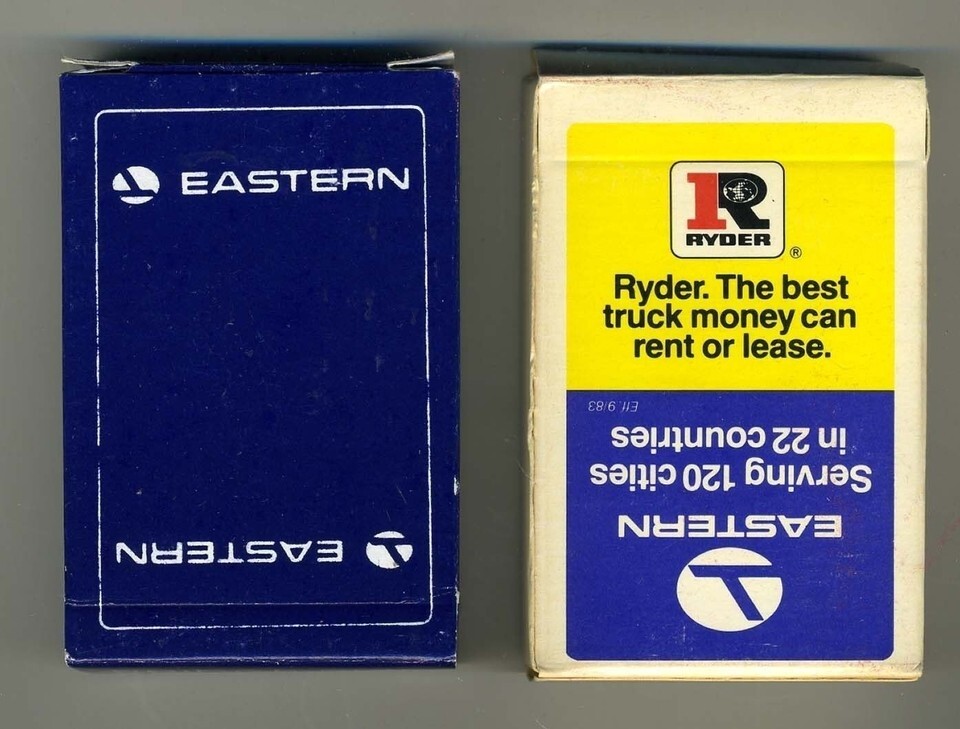 EASTERN
EASTERN
RYDER
®
Ryder. The best
truck money can
rent or lease.
EASTERN
Serving 120 cities
in 22 countries
Eff. 9/83